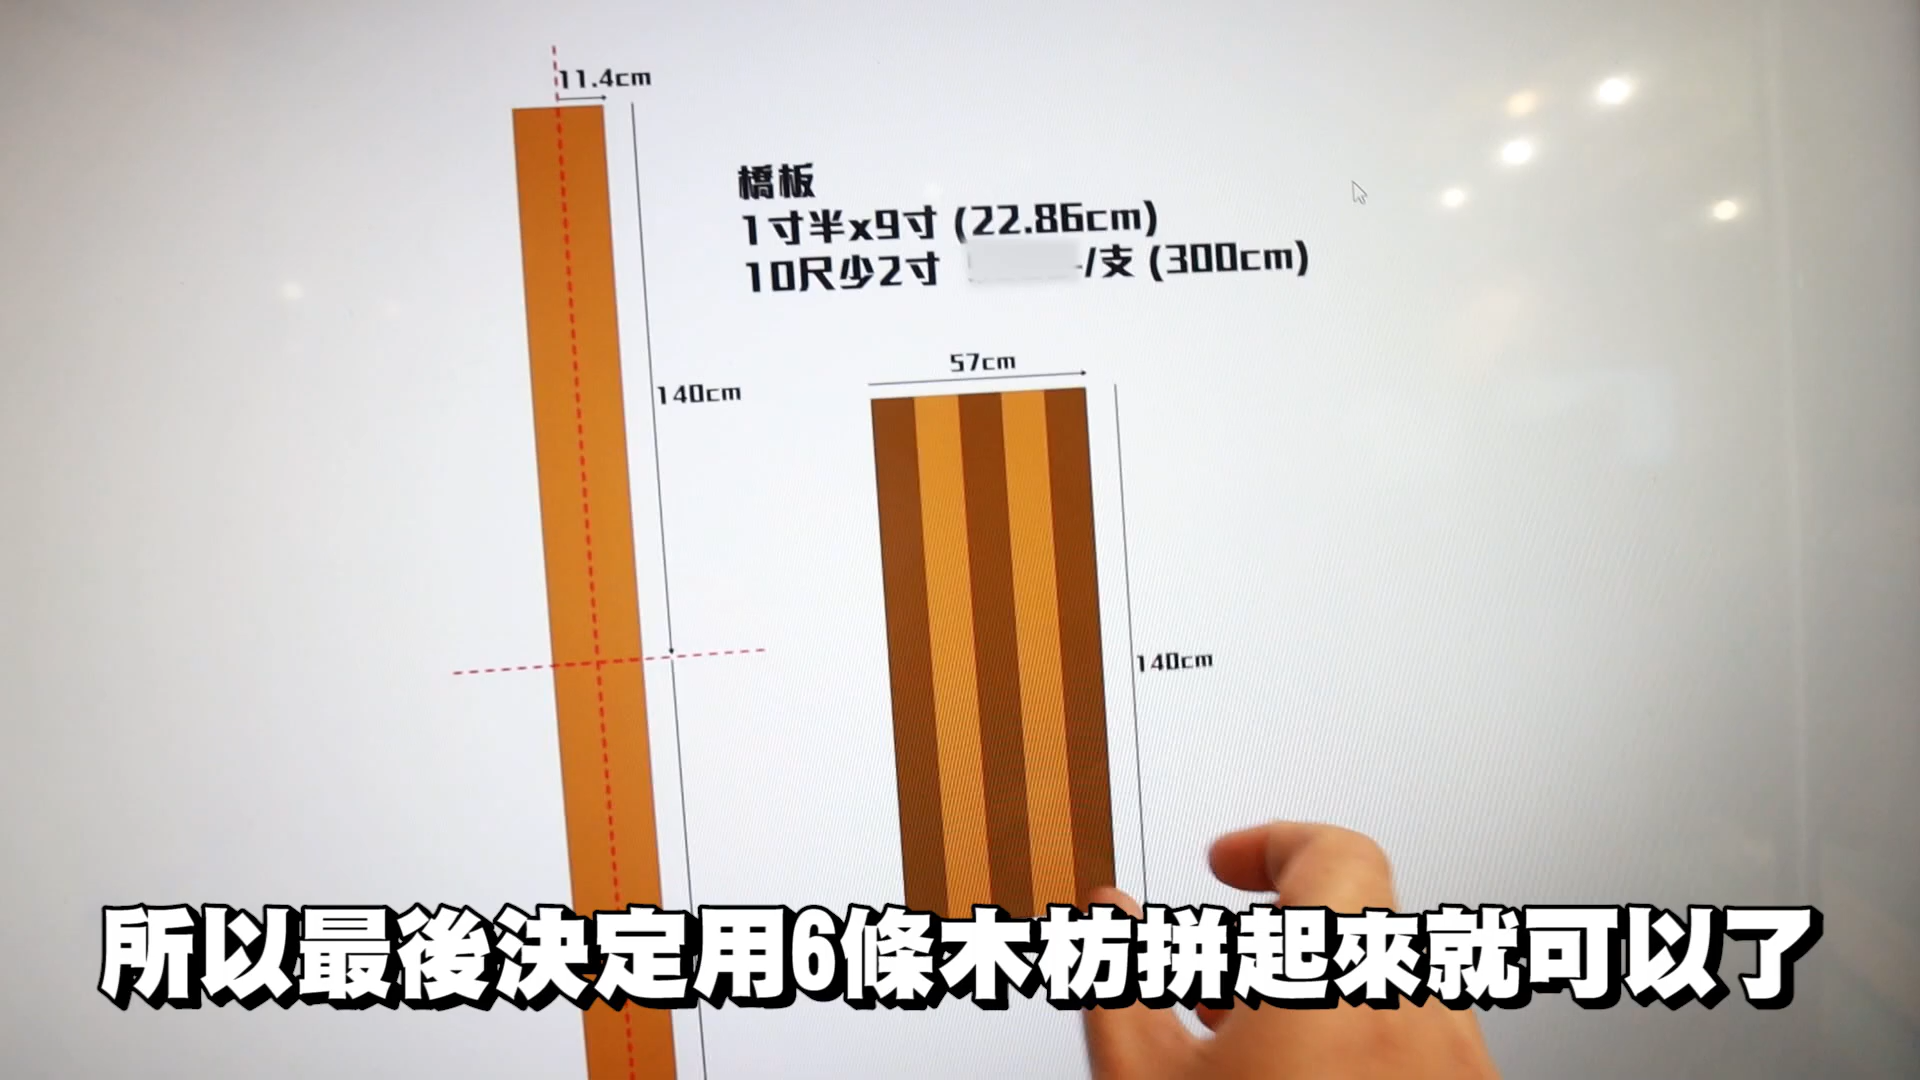 11.4cm
橋板
1寸半x9寸 (22.86cm)
10尺少2寸 /支 (300cm)
57cm
140cm
140cm
所以最後決定用6條木枋拼起來就可以了